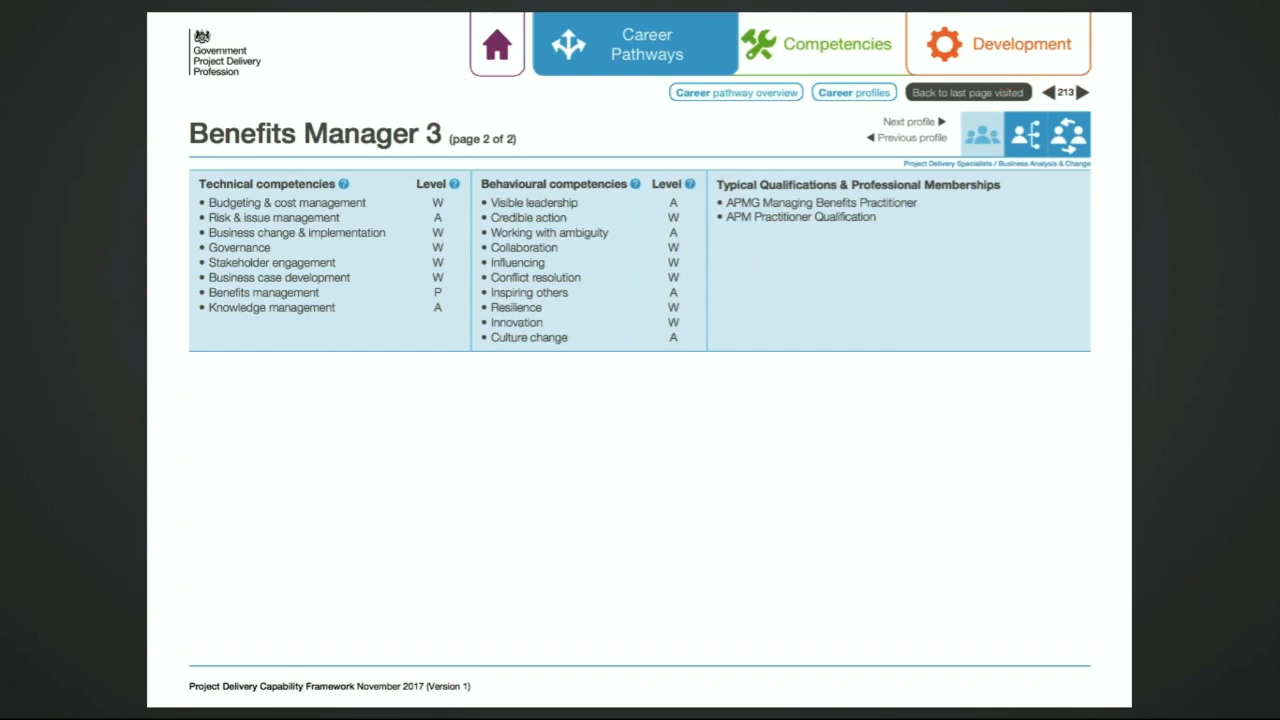 Government
Project Delivery
Profession
Career
Pathways
Competencies
Development
Career pathway overview
Career profiles
Back to last page visited
213
Benefits Manager 3 (page 2 of 2)
Next profile
Previous profile
Project Delivery Specialists / Business Analysis & Change
Technical competencies ? Level ?
• Budgeting & cost management W
• Risk & issue management A
• Business change & implementation W
• Governance W
• Stakeholder engagement W
• Business case development W
• Benefits management P
• Knowledge management A
Behavioural competencies ? Level ?
• Visible leadership A
• Credible action W
• Working with ambiguity A
• Collaboration W
• Influencing W
• Conflict resolution W
• Inspiring others A
• Resilience W
• Innovation W
• Culture change A
Typical Qualifications & Professional Memberships
• APMG Managing Benefits Practitioner
• APM Practitioner Qualification
Project Delivery Capability Framework November 2017 (Version 1)